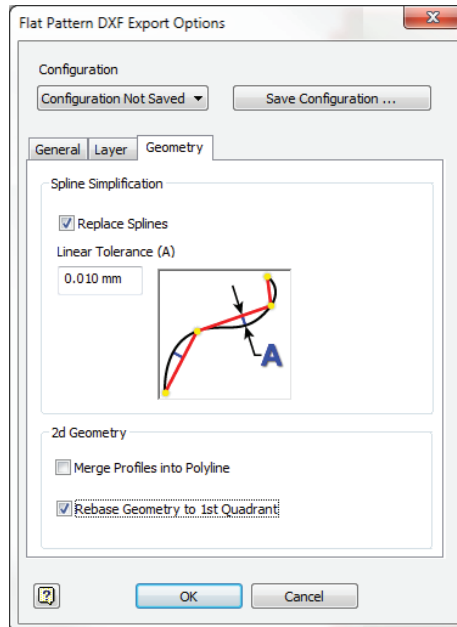 Flat Pattern DXF Export Options
Configuration
Configuration Not Saved
Save Configuration ...
General
Layer
Geometry
Spline Simplification
Replace Splines
Linear Tolerance (A)
0.010 mm
A
2d Geometry
Merge Profiles into Polyline
Rebase Geometry to 1st Quadrant
OK
Cancel